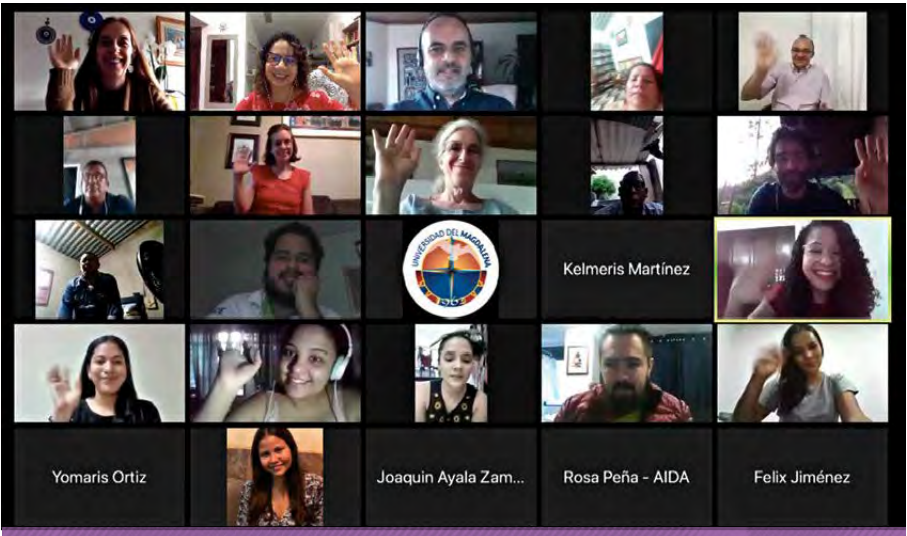 UNIVERSIDAD DEL MAGDALENA
Kelmeris Martínez
Yomaris Ortiz
Joaquin Ayala Zam...
Rosa Peña - AIDA
Felix Jiménez